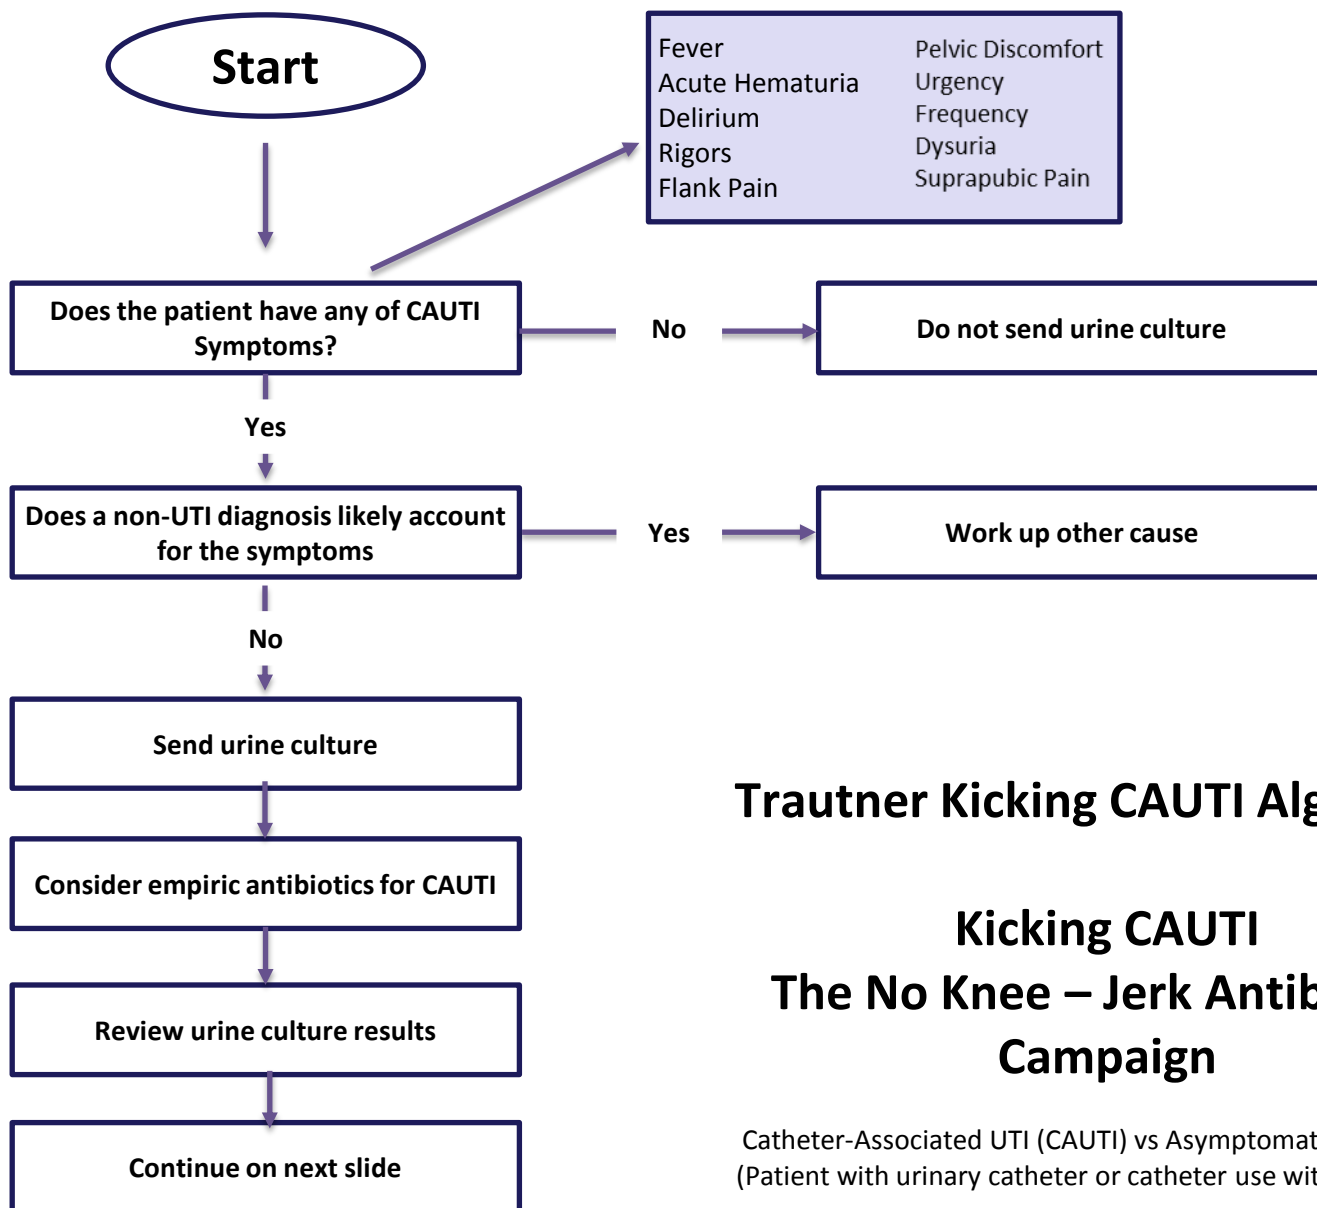 Start
Fever
Acute Hematuria
Delirium
Rigors
Flank Pain
Pelvic Discomfort
Urgency
Frequency
Dysuria
Suprapubic Pain
Does the patient have any of CAUTI
Symptoms?
No
Do not send urine culture
Yes
Does a non-UTI diagnosis likely account
for the symptoms
Yes
Work up other cause
No
Send urine culture
Consider empiric antibiotics for CAUTI
Review urine culture results
Continue on next slide
Trautner Kicking CAUTI
Kicking CAUTI
The No Knee – Jerk
Campaign
Catheter-Associated UTI (CAUTI) vs
(Patient with urinary catheter or catheter use